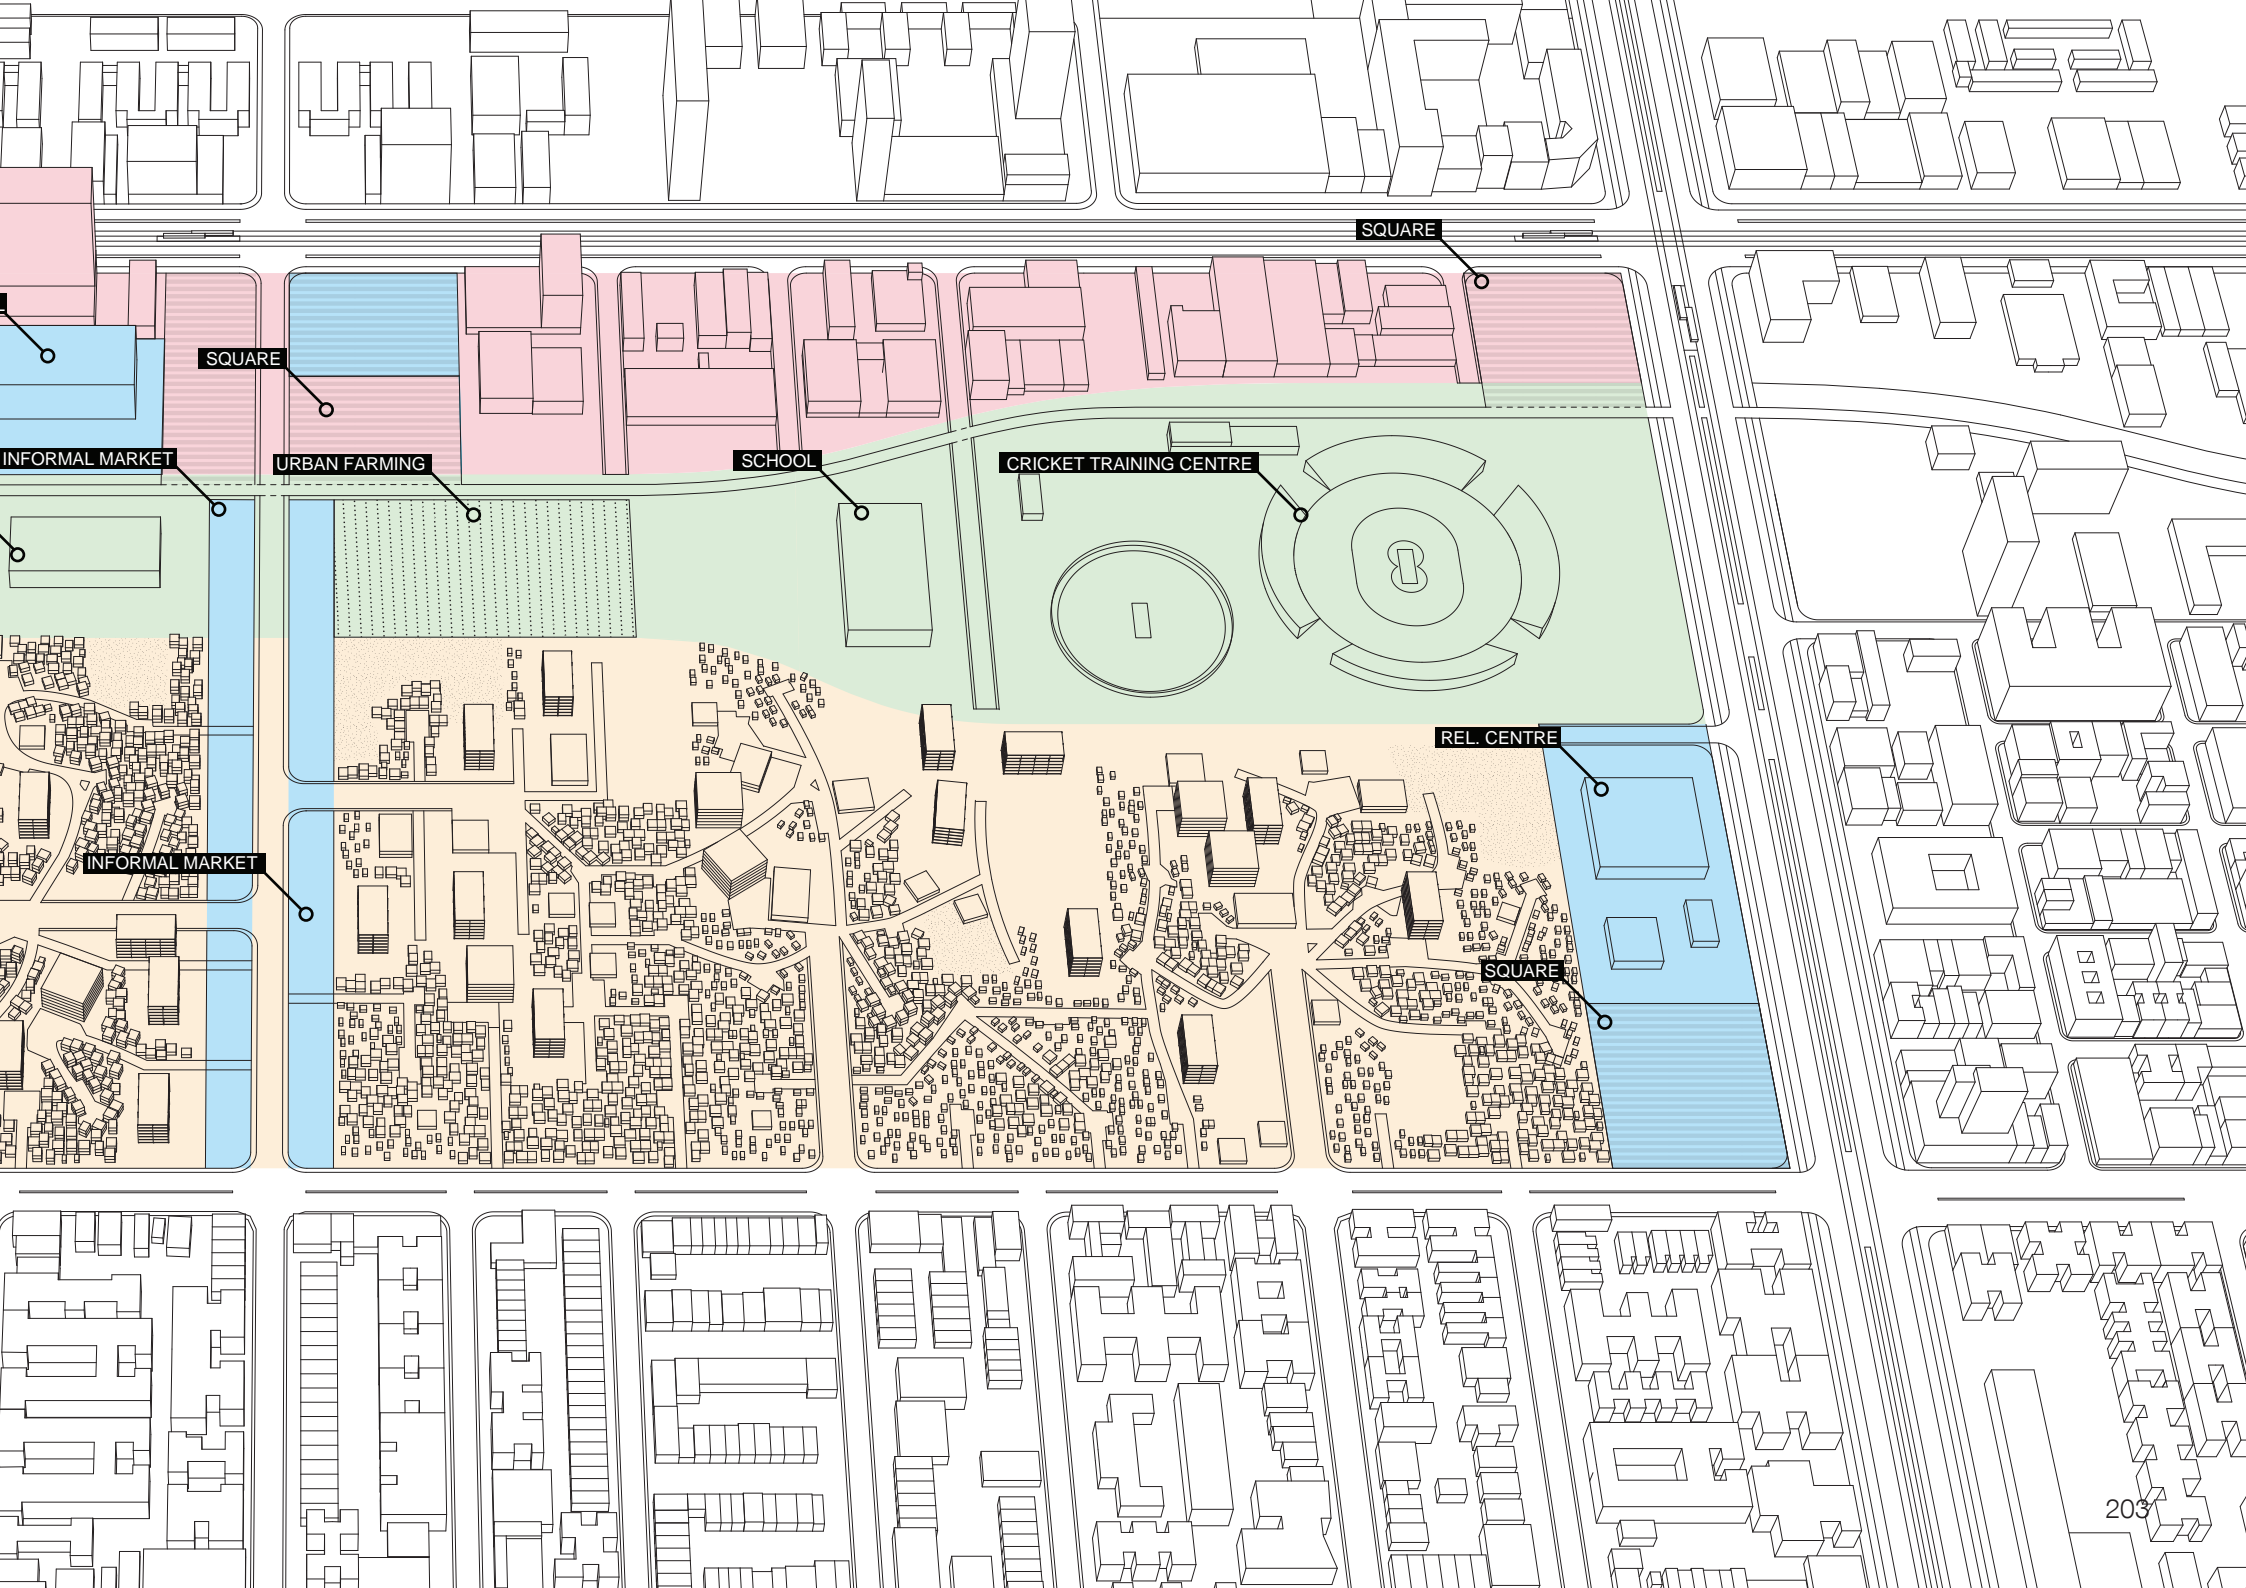 SQUARE
SQUARE
INFORMAL MARKET
URBAN FARMING
SCHOOL
CRICKET TRAINING CENTRE
REL. CENTRE
INFORMAL MARKET
SQUARE
203